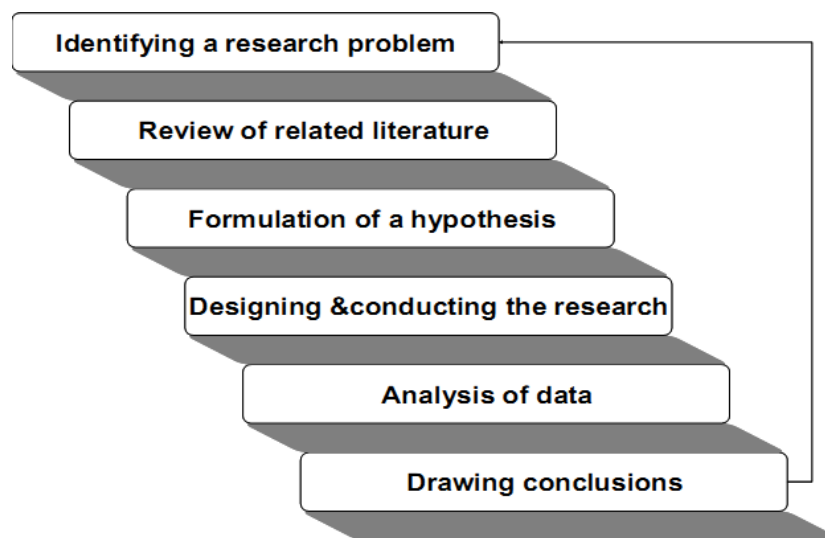 Identifying a research problem
Review of related literature
Formulation of a hypothesis
Designing &conducting the research
Analysis of data
Drawing conclusions